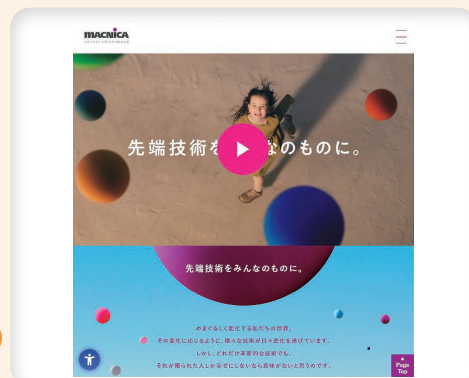 macnica
先端技術を なのものに。
先端技術をみんなのものに。
めまぐるしく変化する私たちの世界。
その変化に応じるように、様々な技術が日々進化を遂げています。
しかし、どれだけ革新的な技術でも、
それが限られた人しか幸せにしないなら意味がないと思うのです。
Page
Top